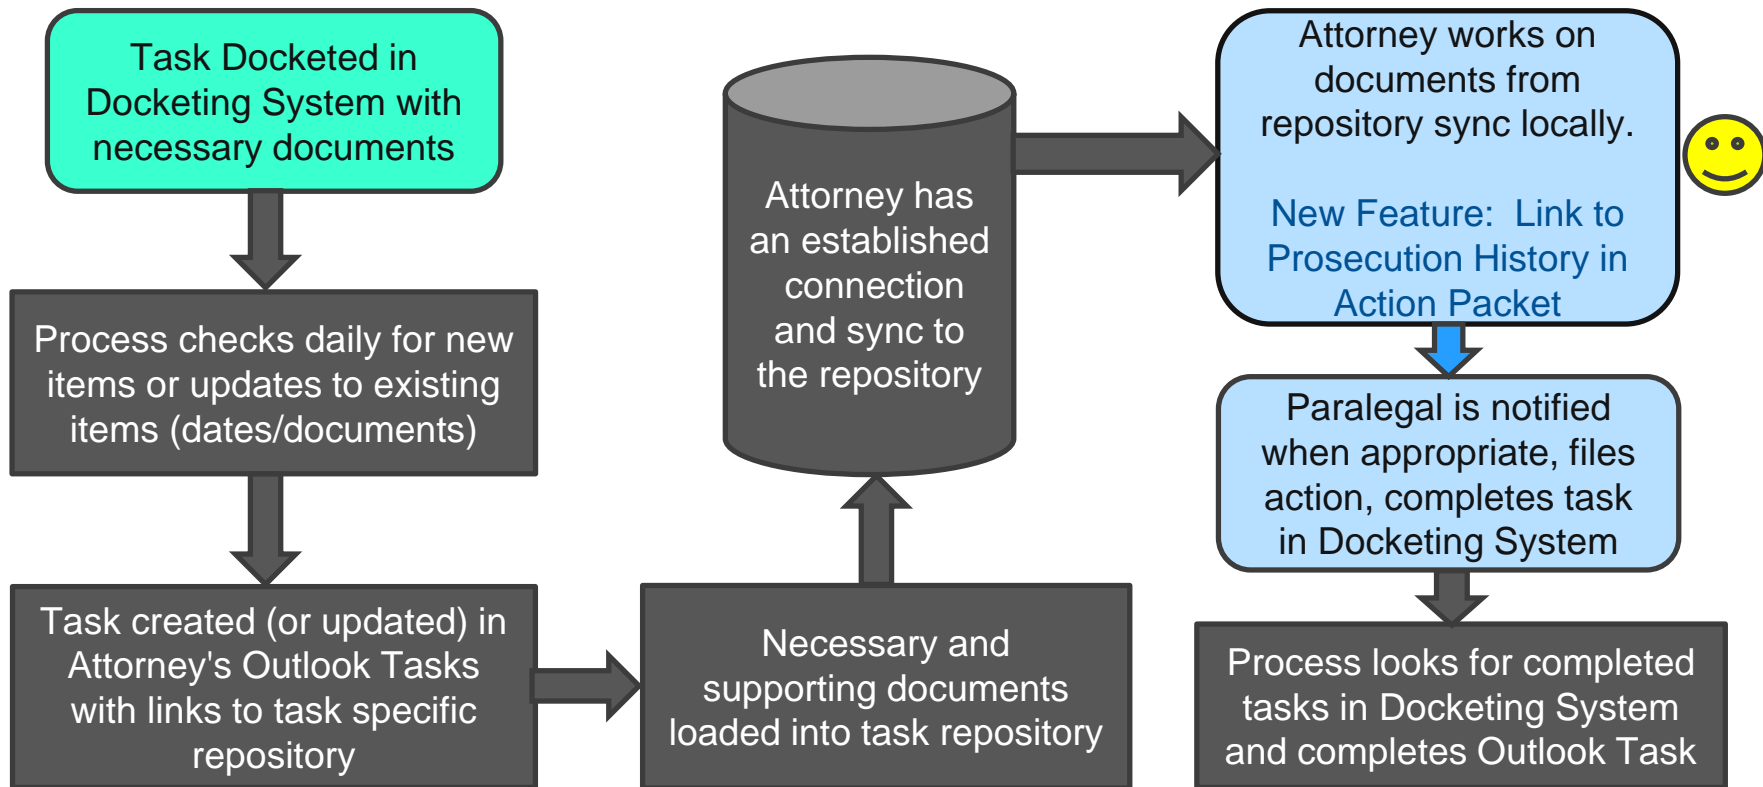 Task Docketed in
Docketing System with
necessary documents
Process checks daily for new
items or updates to existing
items (dates/documents)
Task created (or updated) in
Attorney's Outlook Tasks
with links to task specific
repository
Necessary and
supporting documents
loaded into task repository
Attorney has
an established
connection
and sync to
the repository
Attorney works on
documents from
repository sync locally.
New Feature:  Link to
Prosecution History in
Action Packet
Paralegal is notified
when appropriate, files
action, completes task
in Docketing System
Process looks for completed
tasks in Docketing System
and completes Outlook Task